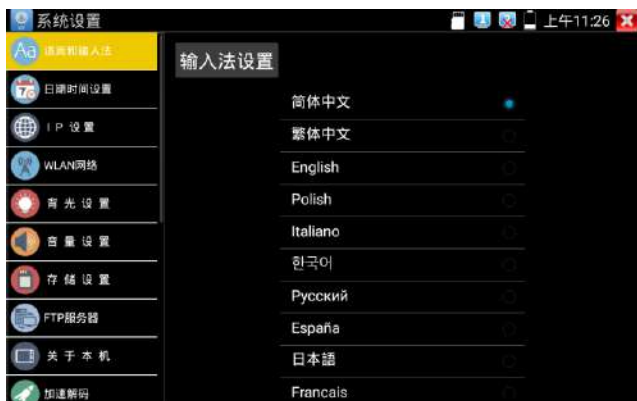 系统设置
上午11:26
语言和输入法
日期时间设置
IP 设置
WLAN网络
背光设置
音量设置
存储设置
FTP服务器
关于本机
加速解码
输入法设置
简体中文
繁体中文
English
Polish
Italiano
한국어
Русский
España
日本語
Francais